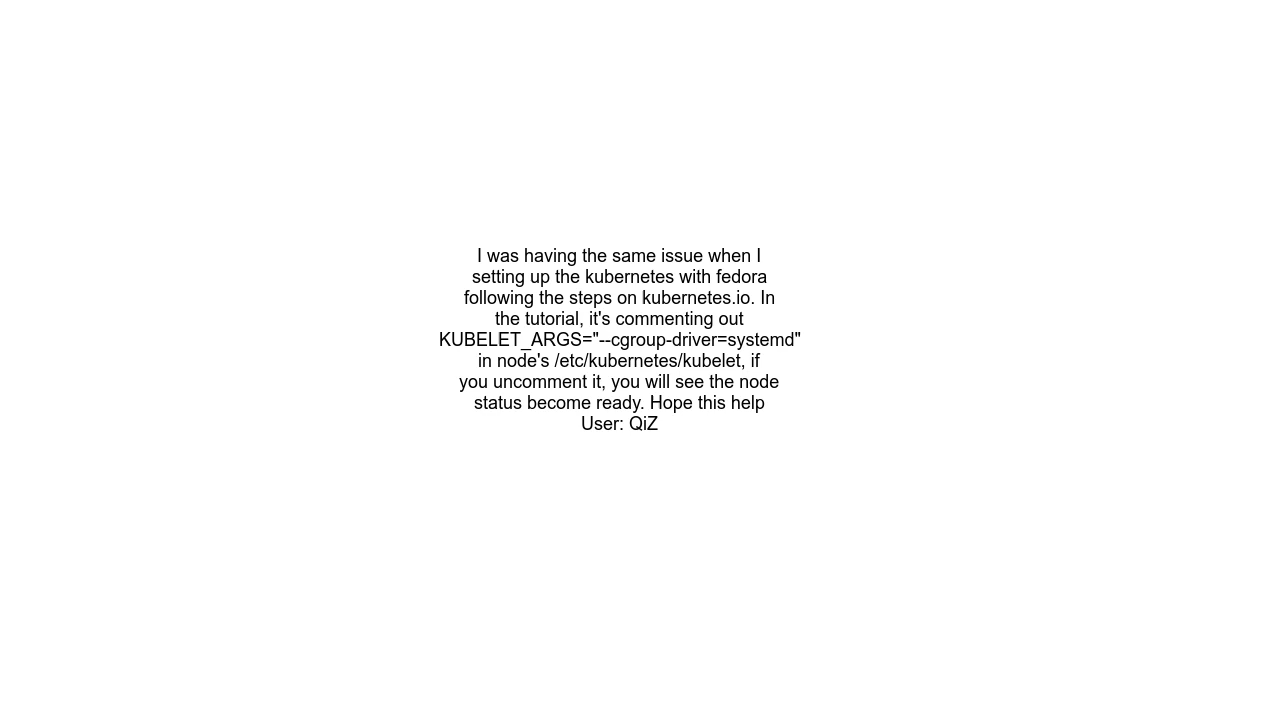 I was having the same issue when I
setting up the kubernetes with fedora
following the steps on kubernetes.io. In
the tutorial, it's commenting out
KUBELET_ARGS="--cgroup-driver=systemd"
in node's /etc/kubernetes/kubelet, if
you uncomment it, you will see the node
status become ready. Hope this help
User: QiZ